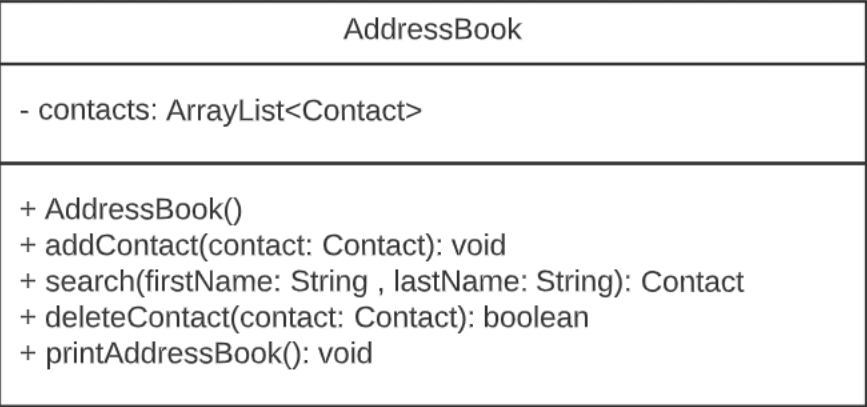 AddressBook
- contacts: ArrayList<Contact>
+ AddressBook()
+ addContact(contact: Contact): void
+ search(firstName: String , lastName: String): Contact
+ deleteContact(contact: Contact): boolean
+ printAddressBook(): void